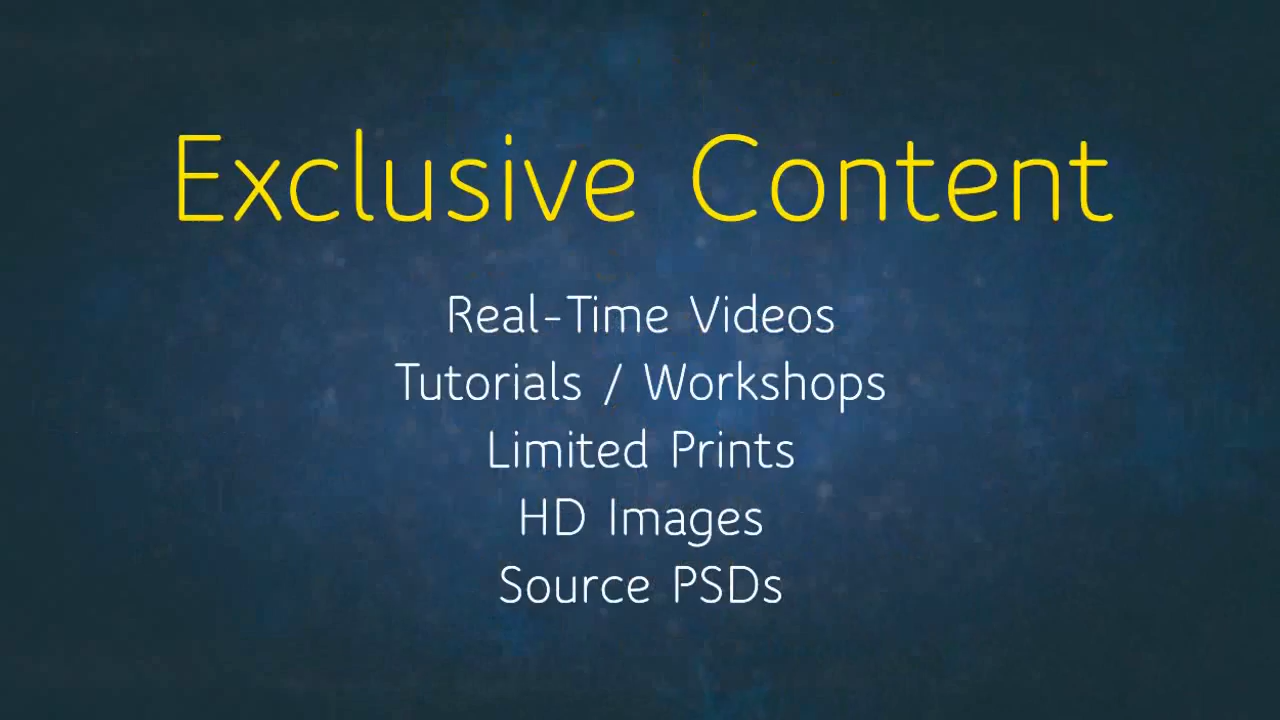 Exclusive Content
Real-Time Videos
Tutorials / Workshops
Limited Prints
HD Images
Source PSDs